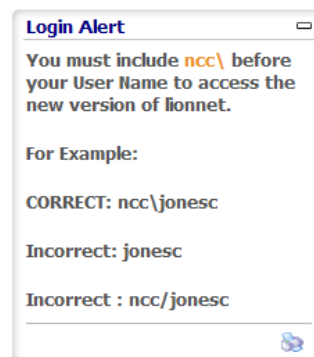 Login Alert
You must include ncc\ before
your User Name to access the
new version of lionnet.
For Example:
CORRECT: ncc\jonesc
Incorrect: jonesc
Incorrect : ncc/jonesc